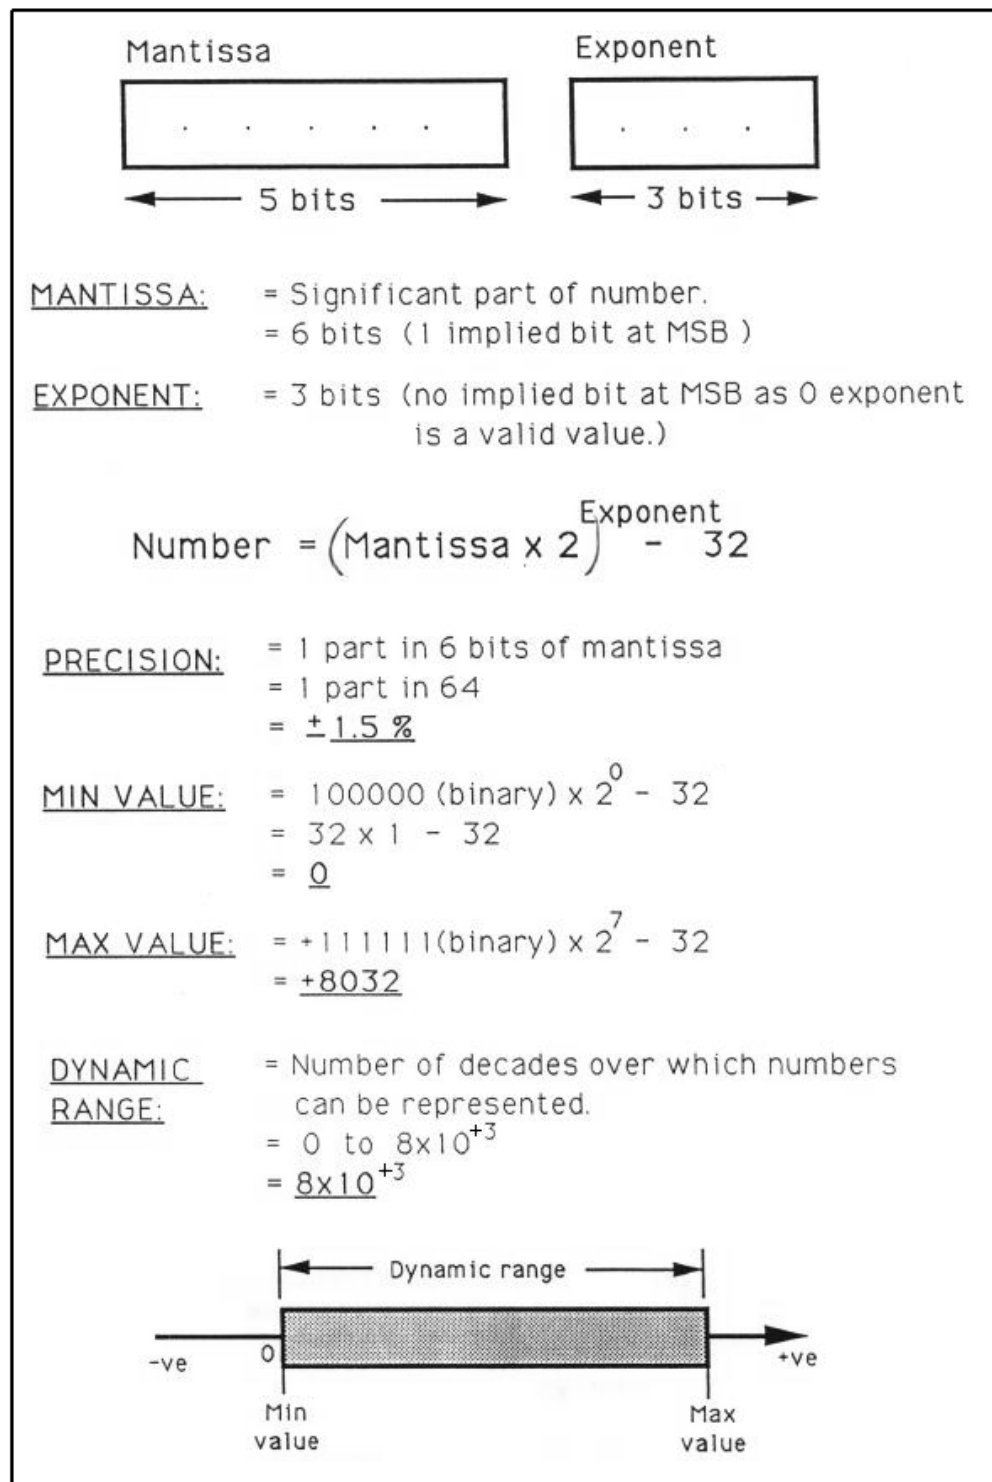 Mantissa Exponent
. . . . . . . .
5 bits 3 bits
MANTISSA: = Significant part of number.
= 6 bits (1 implied bit at MSB )
EXPONENT: = 3 bits (no implied bit at MSB as 0 exponent
is a valid value.)
Number = (Mantissa x 2)^Exponent - 32
PRECISION: = 1 part in 6 bits of mantissa
= 1 part in 64
= ± 1.5 %
MIN VALUE: = 100000 (binary) x 2^0 - 32
= 32 x 1 - 32
= 0
MAX VALUE: = +111111(binary) x 2^7 - 32
= +8032
DYNAMIC = Number of decades over which numbers
RANGE: can be represented.
= 0 to 8x10^+3
= 8x10^+3
Dynamic range
-ve 0 +ve
Min Max
value value